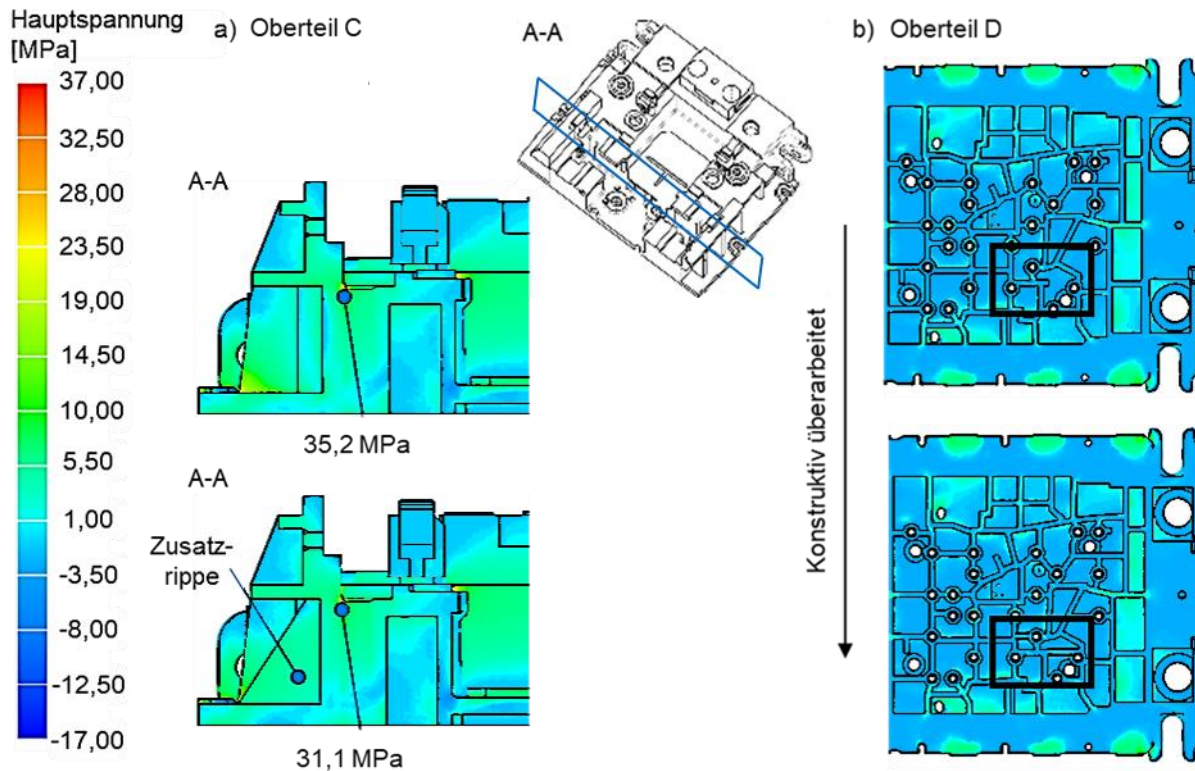 Hauptspannung
[MPa]
37,00
32,50
28,00
23,50
19,00
14,50
10,00
5,50
1,00
-3,50
-8,00
-12,50
-17,00
a) Oberteil C
A-A
A-A
35,2 MPa
A-A
Zusatz-
rippe
31,1 MPa
Konstruktiv überarbeitet
b) Oberteil D